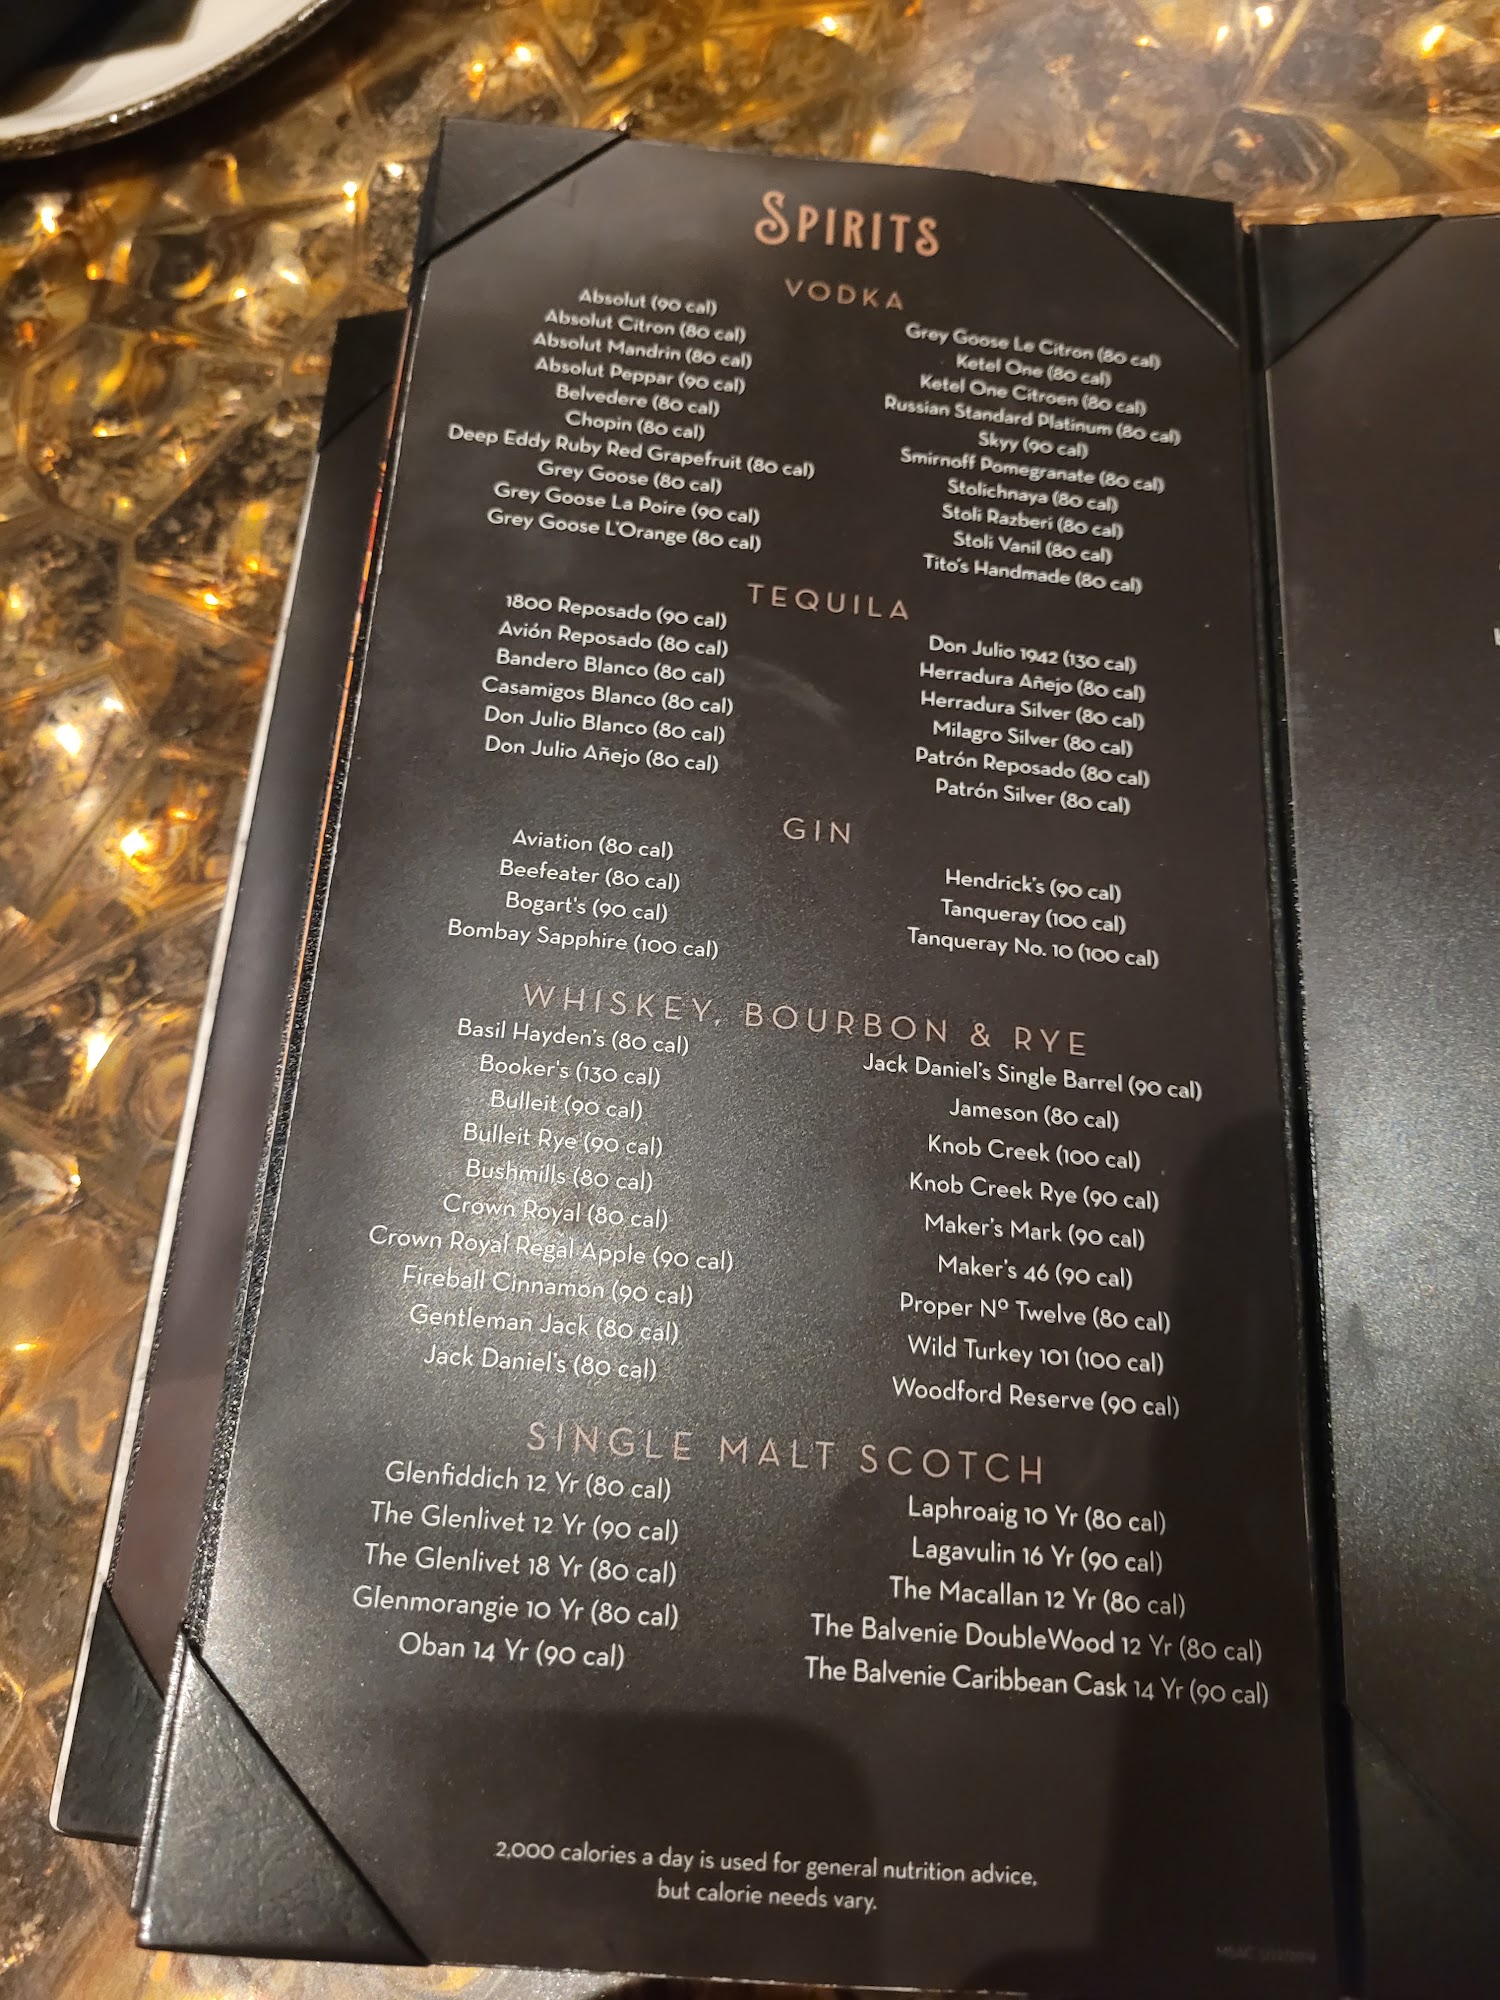 SPIRITS
VODKA
Absolut (90 cal)
Absolut Citron (80 cal)
Absolut Mandrin (80 cal)
Absolut Peppar (90 cal)
Belvedere (80 cal)
Chopin (80 cal)
Deep Eddy Ruby Red Grapefruit (80 cal)
Grey Goose (80 cal)
Grey Goose La Poire (90 cal)
Grey Goose L'Orange (80 cal)
Grey Goose Le Citron (80 cal)
Ketel One (80 cal)
Ketel One Citroen (80 cal)
Russian Standard Platinum (80 cal)
Skyy (90 cal)
Smirnoff Pomegranate (80 cal)
Stolichnaya (80 cal)
Stoli Razberi (80 cal)
Stoli Vanil (80 cal)
Tito's Handmade (80 cal)
TEQUILA
1800 Reposado (90 cal)
Avión Reposado (80 cal)
Bandero Blanco (80 cal)
Casamigos Blanco (80 cal)
Don Julio Blanco (80 cal)
Don Julio Añejo (80 cal)
Don Julio 1942 (130 cal)
Herradura Añejo (80 cal)
Herradura Silver (80 cal)
Milagro Silver (80 cal)
Patrón Reposado (80 cal)
Patrón Silver (80 cal)
GIN
Aviation (80 cal)
Beefeater (80 cal)
Bogart's (90 cal)
Bombay Sapphire (100 cal)
Hendrick's (90 cal)
Tanqueray (100 cal)
Tanqueray No. 10 (100 cal)
WHISKEY, BOURBON & RYE
Basil Hayden's (80 cal)
Booker's (130 cal)
Bulleit (90 cal)
Bulleit Rye (90 cal)
Bushmills (80 cal)
Crown Royal (80 cal)
Crown Royal Regal Apple (90 cal)
Fireball Cinnamon (90 cal)
Gentleman Jack (80 cal)
Jack Daniel's (80 cal)
Jack Daniel's Single Barrel (90 cal)
Jameson (80 cal)
Knob Creek (100 cal)
Knob Creek Rye (90 cal)
Maker's Mark (90 cal)
Maker's 46 (90 cal)
Proper Nº Twelve (80 cal)
Wild Turkey 101 (100 cal)
Woodford Reserve (90 cal)
SINGLE MALT SCOTCH
Glenfiddich 12 Yr (80 cal)
The Glenlivet 12 Yr (90 cal)
The Glenlivet 18 Yr (80 cal)
Glenmorangie 10 Yr (80 cal)
Oban 14 Yr (90 cal)
Laphroaig 10 Yr (80 cal)
Lagavulin 16 Yr (90 cal)
The Macallan 12 Yr (80 cal)
The Balvenie DoubleWood 12 Yr (80 cal)
The Balvenie Caribbean Cask 14 Yr (90 cal)
2,000 calories a day is used for general nutrition advice,
but calorie needs vary.